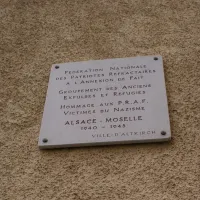 FÉDÉRATION NATIONALE
DES PATRIOTES RÉFRACTAIRES
À L'ANNEXION DE FAIT
GROUPEMENT DES ANCIENS
EXPULSÉS ET RÉFUGIÉS
HOMMAGE AUX P.R.A.F.
VICTIMES DU NAZISME
ALSACE - MOSELLE
1940 - 1945
VILLE D'ALTKIRCH